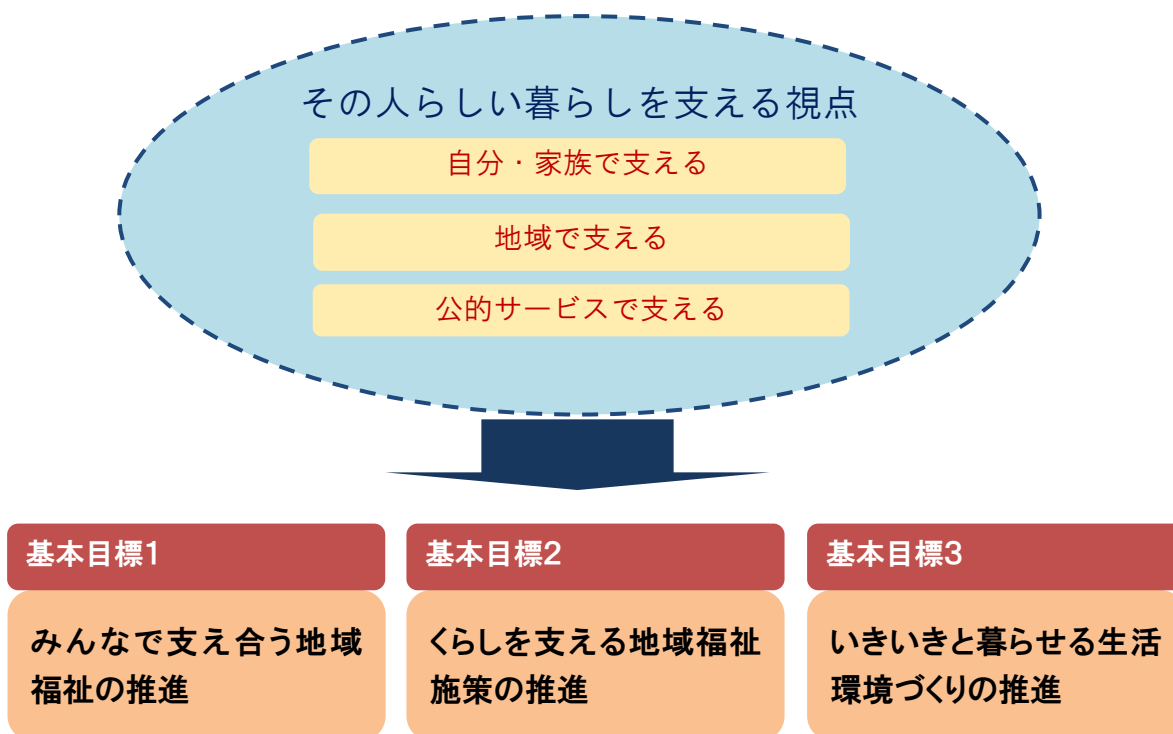 その人らしい暮らしを支える視点
自分・家族で支える
地域で支える
公的サービスで支える
基本目標1
みんなで支え合う地域
福祉の推進
基本目標2
くらしを支える地域福祉
施策の推進
基本目標3
いきいきと暮らせる生活
環境づくりの推進